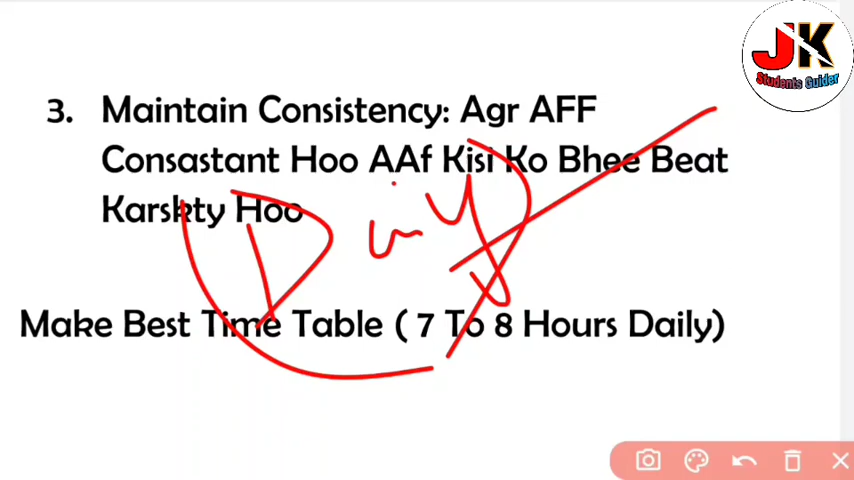 JK
Students Guider
3. Maintain Consistency: Agr AFF
Consastant Hoo AAf Kisi Ko Bhee Beat
Karskty Hoo
Make Best Time Table ( 7 To 8 Hours Daily)